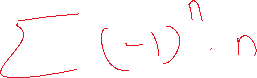 ∑ (-1)ⁿ · n